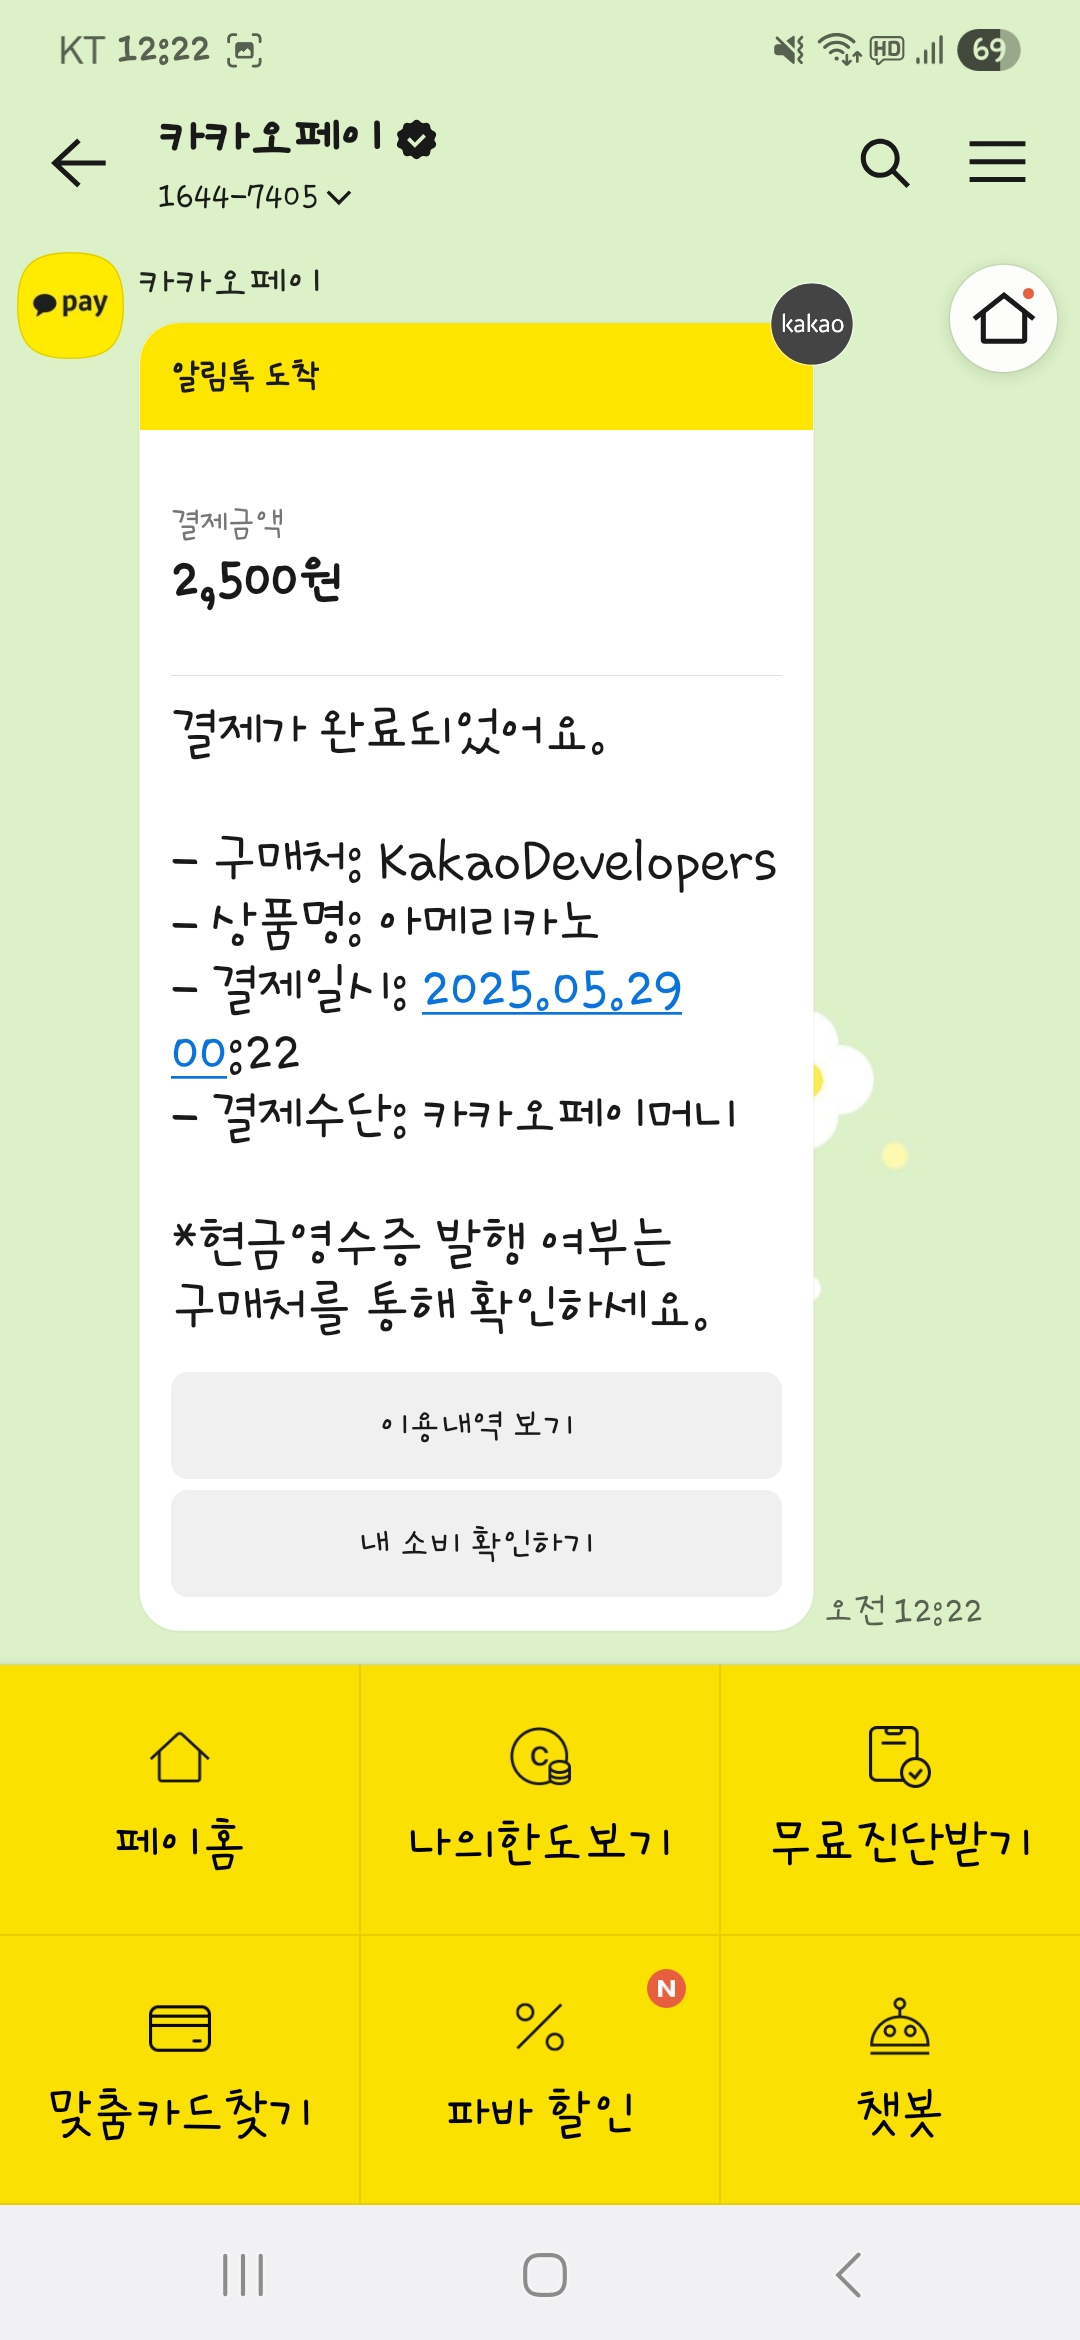 KT 12:22
HD
69
카카오페이
1644-7405
pay
카카오페이
kakao
알림톡 도착
결제금액
2,500원
결제가 완료되었어요.
- 구매처: KakaoDevelopers
- 상품명: 아메리카노
- 결제일시: 2025.05.29
00:22
- 결제수단: 카카오페이머니
*현금영수증 발행 여부는
구매처를 통해 확인하세요.
이용내역 보기
내 소비 확인하기
오전 12:22
C
페이홈
나의한도보기
무료진단받기
N
맞춤카드찾기
파바 할인
챗봇